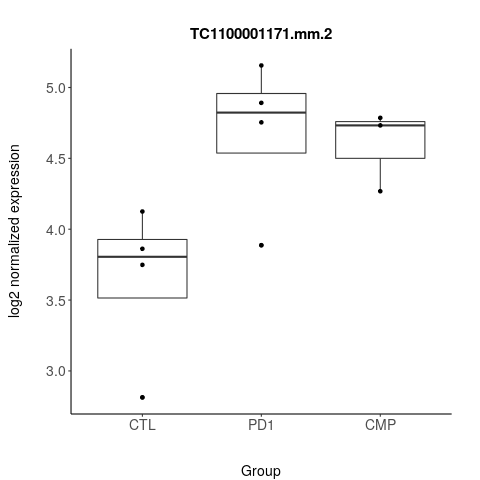 TC1100001171.mm.2
log2 normalized expression
5.0
4.5
4.0
3.5
3.0
CTL PD1 CMP
Group